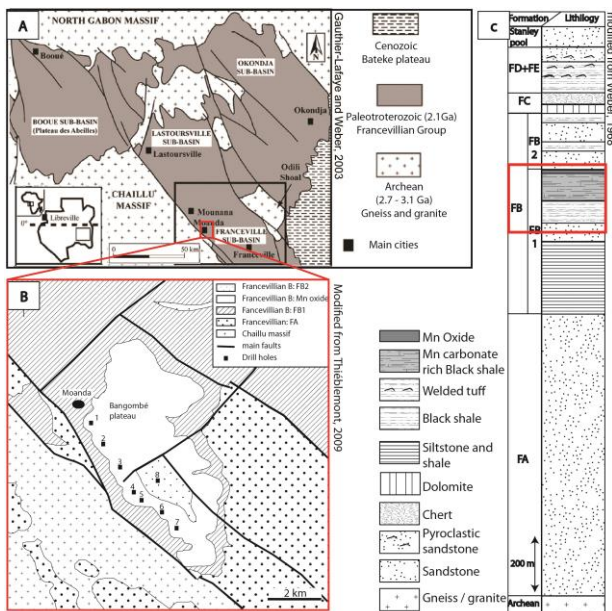 A
NORTH GABON MASSIF
Booué
OKONDJA
SUB-BASIN
N
BOOUE SUB-BASIN
(Plateau des Abeilles)
LASTOURSVILLE
SUB-BASIN
Okondja
Lastoursville
Odili
Shoal
CHAILLU
MASSIF
Libreville
0°
Mounana
Moanda
FRANCEVILLE
SUB-BASIN
Franceville
0
50 km
Gauthier-Lafaye and Weber, 2003
Cenozoic
Bateke plateau
Paleotroterozoic (2.1Ga)
Francevillian Group
Archean
(2.7 - 3.1 Ga)
Gneiss and granite
Main cities
B
Francevillian B: FB2
Francevillian B: Mn oxide
Francevillian B: FB1
Francevillian: FA
Chaillu massif
main faults
Drill holes
Moanda
Bangombé
plateau
1
2
3
8
4
5
6
7
2 km
Modified from Thiéblemont, 2009
Mn Oxide
Mn carbonate
rich Black shale
Welded tuff
Black shale
Siltstone and
shale
Dolomite
Chert
Pyroclastic
sandstone
Sandstone
Gneiss / granite
C
Formation
Lithilogy
Stanley
pool
FD+FE
FC
FB
2
FB
FB
1
FA
200 m
Archean